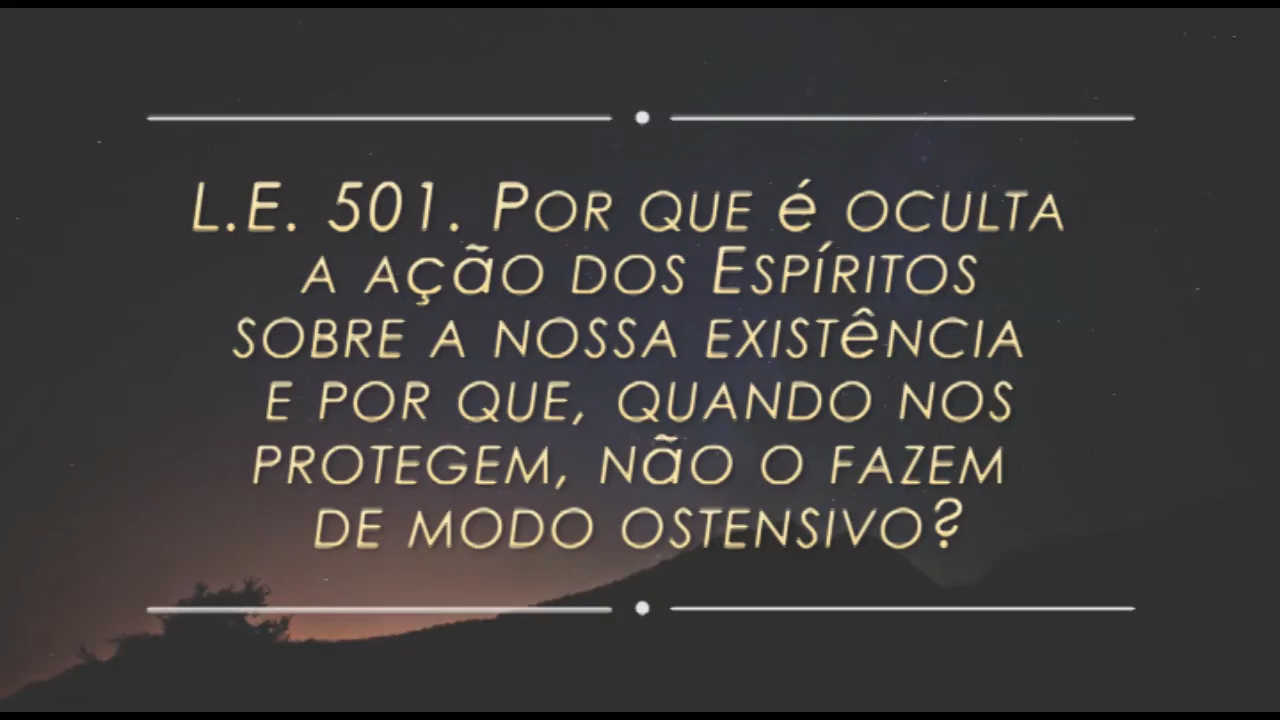 L.E. 501. Por que é oculta
a ação dos Espíritos
sobre a nossa existência
e por que, quando nos
protegem, não o fazem
de modo ostensivo?